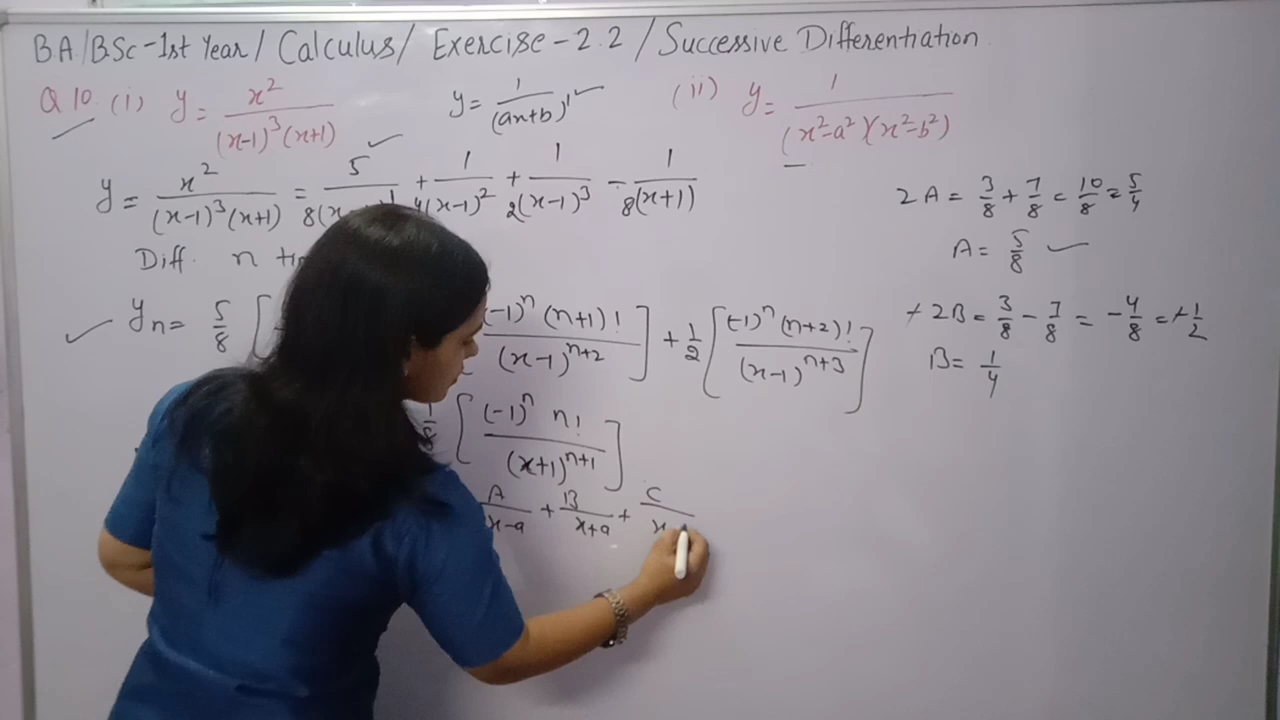 BA/BSc-1st Year/ Calculus/ Exercise-2.2 / Successive Differentiation
Q 10. (i) y = x²/((x-1)³(x+1))
y = 1/(ax+b)¹ ✓
(ii) y = 1/((x²-a²)(x²-b²))
y = x²/((x-1)³(x+1)) = 5/8(x + 1/4(x-1)² + 1/2(x-1)³ - 1/8(x+1)
Diff. n
yₙ = 5/8 [ (-1)ⁿ (n+1)!/(x-1)ⁿ⁺² ] + 1/2 [ (-1)ⁿ (n+2)!/(x-1)ⁿ⁺³ ]
1/8 [ (-1)ⁿ n!/(x+1)ⁿ⁺¹ ]
A/x-a + B/x+a + C/x
2A = 3/8 + 7/8 = 10/8 = 5/4
A = 5/8 ✓
-2B = 3/8 - 7/8 = -4/8 = -1/2
B = 1/4